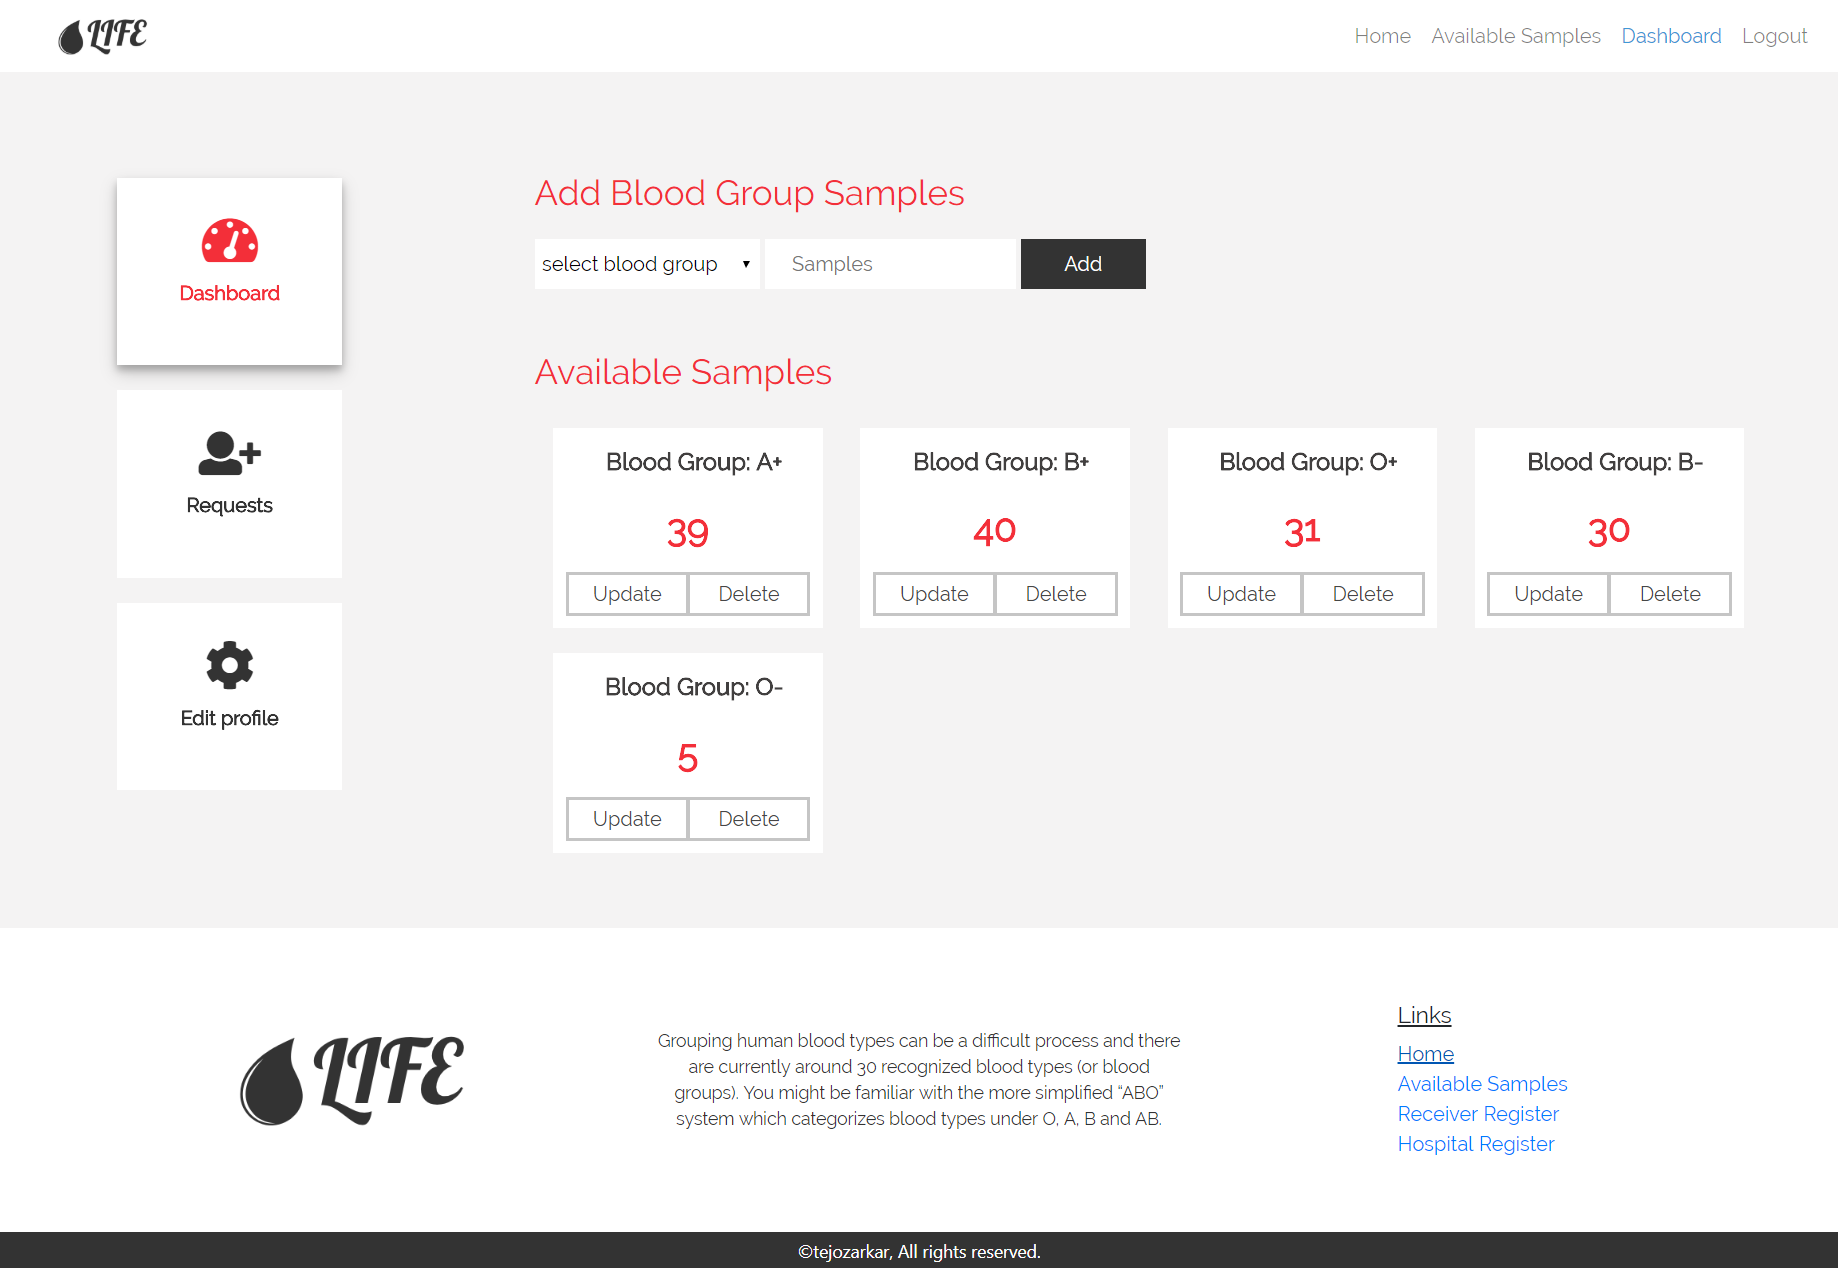 LIFE
Home Available Samples Dashboard Logout
Dashboard
Requests
Edit profile
Add Blood Group Samples
select blood group Samples Add
Available Samples
Blood Group: A+
39
Update Delete
Blood Group: B+
40
Update Delete
Blood Group: O+
31
Update Delete
Blood Group: B-
30
Update Delete
Blood Group: O-
5
Update Delete
LIFE
Grouping human blood types can be a difficult process and there
are currently around 30 recognized blood types (or blood
groups). You might be familiar with the more simplified “ABO”
system which categorizes blood types under O, A, B and AB.
Links
Home
Available Samples
Receiver Register
Hospital Register
©tejozarkar, All rights reserved.